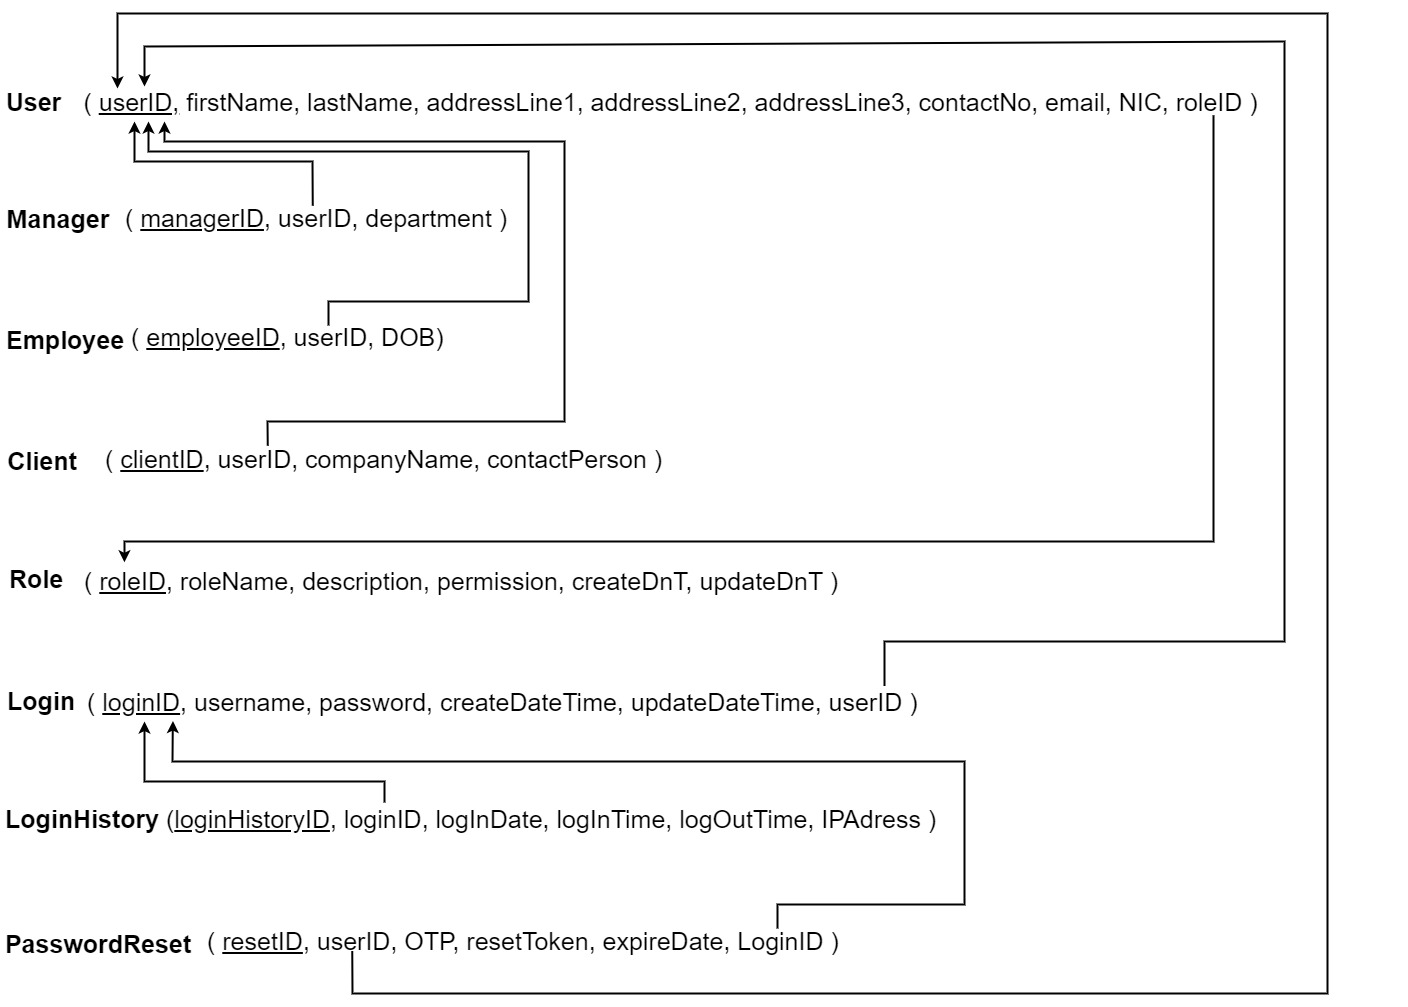 User ( userID, firstName, lastName, addressLine1, addressLine2, addressLine3, contactNo, email, NIC, roleID )
Manager ( managerID, userID, department )
Employee ( employeeID, userID, DOB)
Client ( clientID, userID, companyName, contactPerson )
Role ( roleID, roleName, description, permission, createDnT, updateDnT )
Login ( loginID, username, password, createDateTime, updateDateTime, userID )
LoginHistory (loginHistoryID, loginID, logInDate, logInTime, logOutTime, IPAdress )
PasswordReset ( resetID, userID, OTP, resetToken, expireDate, LoginID )